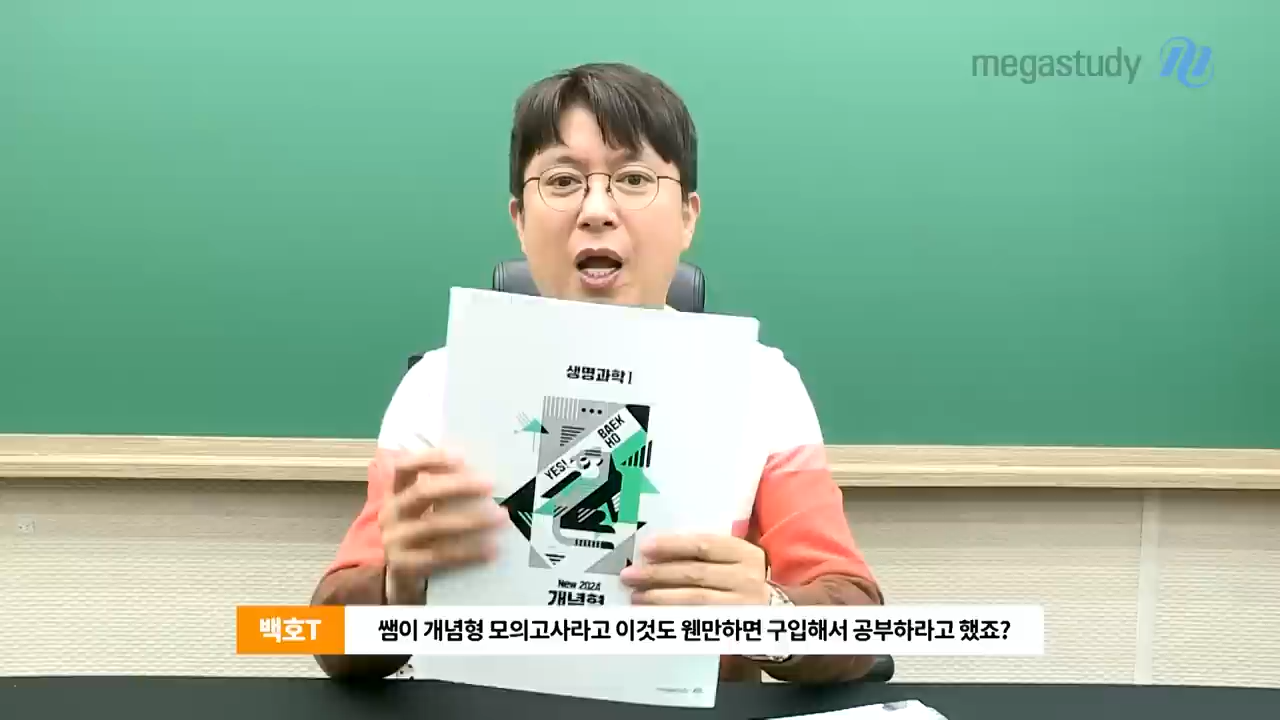 megastudy
생명과학 I
YES!
BAEK
HO
New 2024
개념형
백호T
쌤이 개념형 모의고사라고 이것도 웬만하면 구입해서 공부하라고 했죠?
megastudy